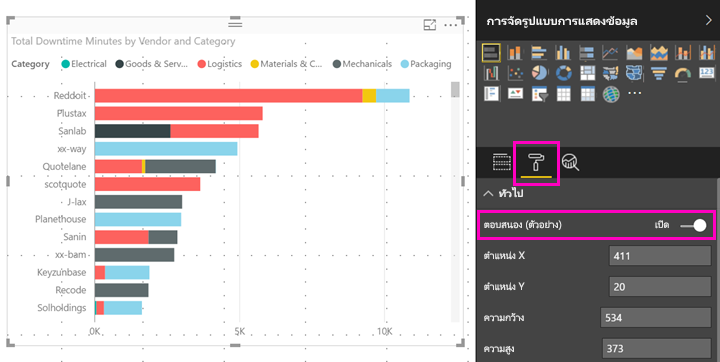 Total Downtime Minutes by Vendor and Category
Category Electrical Goods & Serv... Logistics Materials & C... Mechanicals Packaging
Reddoit
Plustax
Sanlab
xx-way
Quotelane
scotquote
J-lax
Planethouse
Sanin
xx-bam
Keyzunbase
Recode
Solholdings
0K 5K 10K
การจัดรูปแบบการแสดงข้อมูล
ทั่วไป
ตอบสนอง (ตัวอย่าง) เปิด
ตำแหน่ง X 411
ตำแหน่ง Y 20
ความกว้าง 534
ความสูง 373